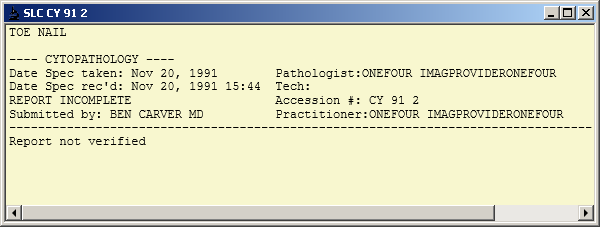 SLC CY 91 2
TOE NAIL
---- CYTOPATHOLOGY ----
Date Spec taken: Nov 20, 1991 Pathologist:ONEFOUR IMAGPROVIDERONEFOUR
Date Spec rec'd: Nov 20, 1991 15:44 Tech:
REPORT INCOMPLETE Accession #: CY 91 2
Submitted by: BEN CARVER MD Practitioner:ONEFOUR IMAGPROVIDERONEFOUR
-------------------------------------------------------------------------------
Report not verified